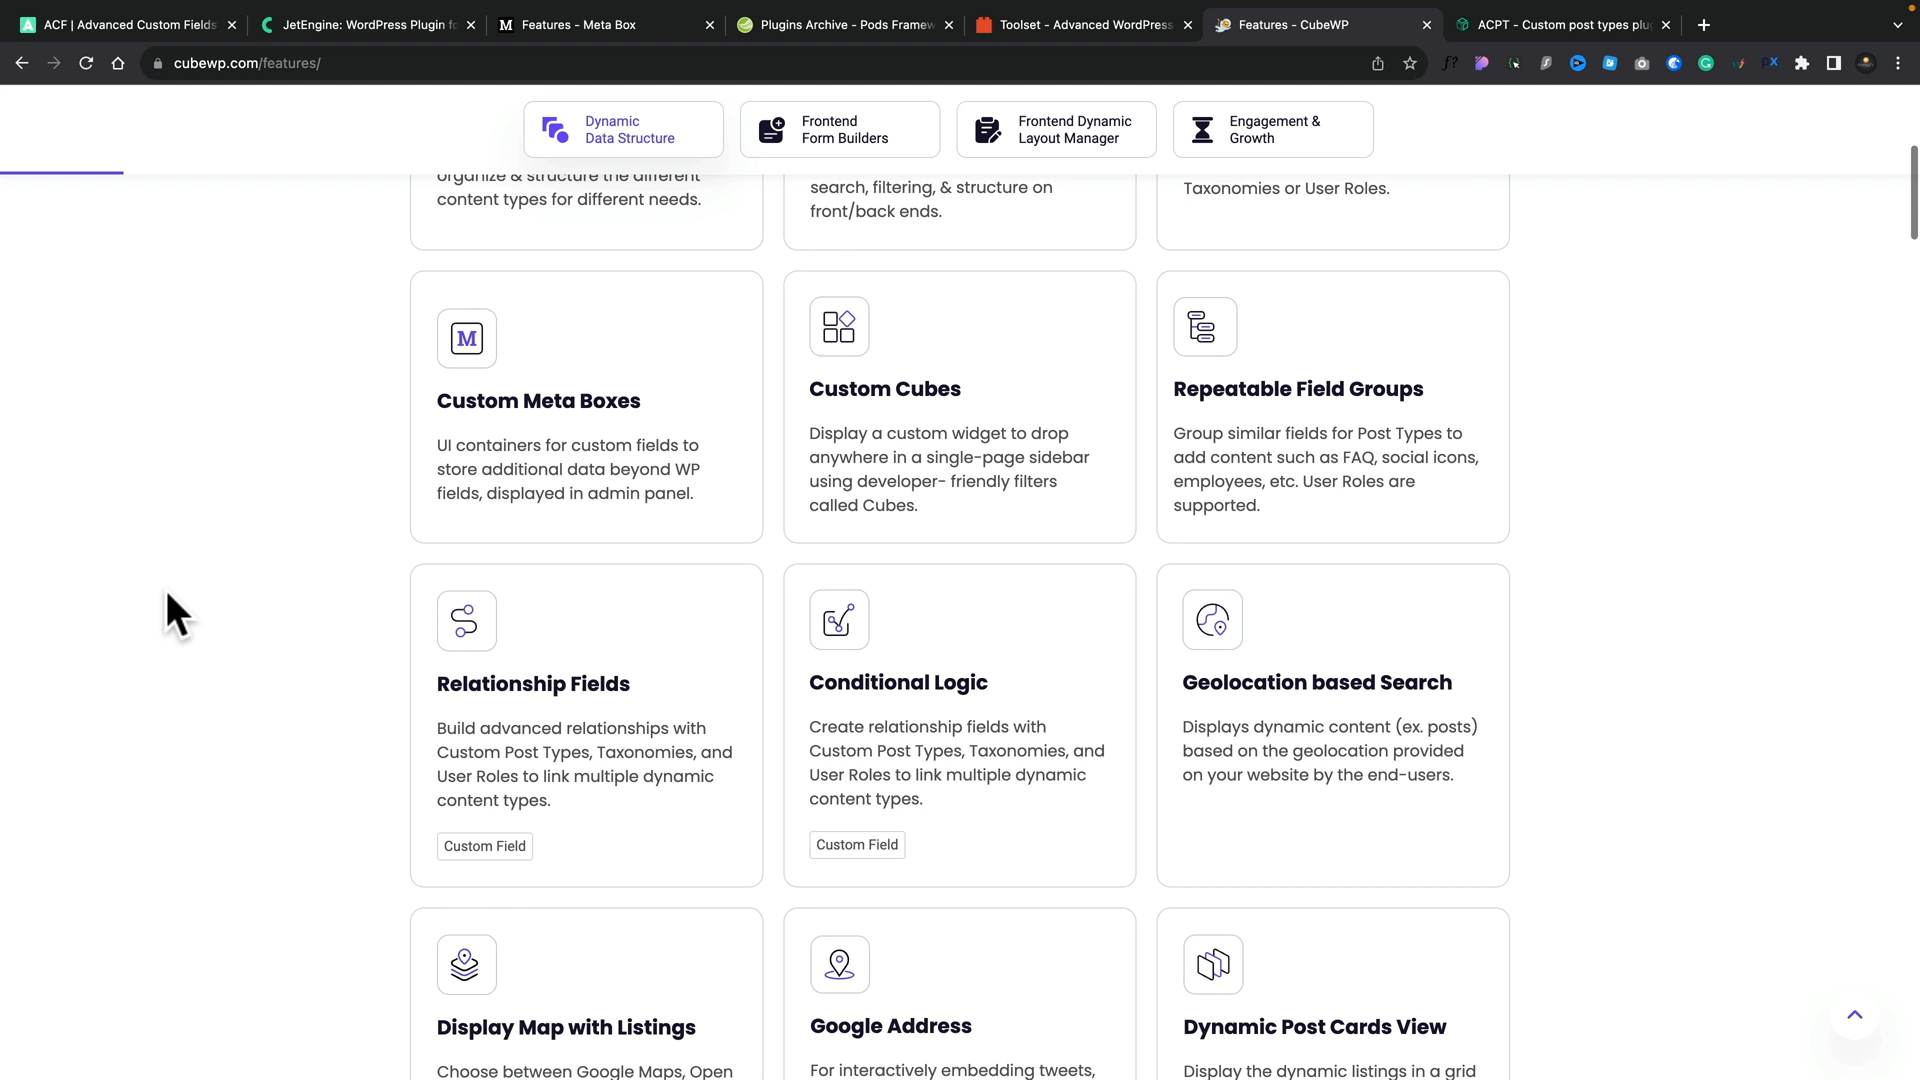 ACF | Advanced Custom Fields
JetEngine: WordPress Plugin fo
Features - Meta Box
Plugins Archive - Pods Framew
Toolset - Advanced WordPress
Features - CubeWP
ACPT - Custom post types plu
cubewp.com/features/
Dynamic
Data Structure
Frontend
Form Builders
Frontend Dynamic
Layout Manager
Engagement &
Growth
organize & structure the different
content types for different needs.
search, filtering, & structure on
front/back ends.
Taxonomies or User Roles.
M
Custom Meta Boxes
UI containers for custom fields to
store additional data beyond WP
fields, displayed in admin panel.
Custom Cubes
Display a custom widget to drop
anywhere in a single-page sidebar
using developer- friendly filters
called Cubes.
Repeatable Field Groups
Group similar fields for Post Types to
add content such as FAQ, social icons,
employees, etc. User Roles are
supported.
Relationship Fields
Build advanced relationships with
Custom Post Types, Taxonomies, and
User Roles to link multiple dynamic
content types.
Custom Field
Conditional Logic
Create relationship fields with
Custom Post Types, Taxonomies, and
User Roles to link multiple dynamic
content types.
Custom Field
Geolocation based Search
Displays dynamic content (ex. posts)
based on the geolocation provided
on your website by the end-users.
Display Map with Listings
Choose between Google Maps, Open
Google Address
For interactively embedding tweets,
Dynamic Post Cards View
Display the dynamic listings in a grid